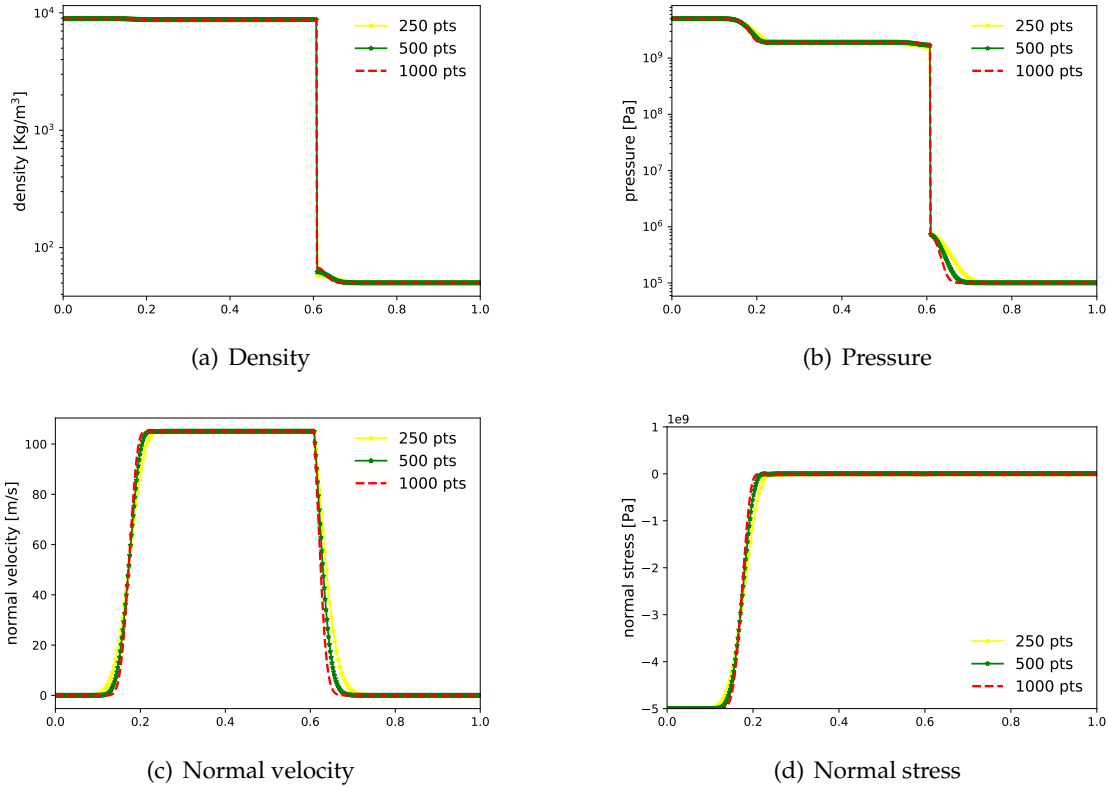 density [Kg/m³]
10⁴
10³
10²
0.0 0.2 0.4 0.6 0.8 1.0
250 pts
500 pts
1000 pts
(a) Density
pressure [Pa]
10⁹
10⁸
10⁷
10⁶
10⁵
0.0 0.2 0.4 0.6 0.8 1.0
250 pts
500 pts
1000 pts
(b) Pressure
normal velocity [m/s]
100
80
60
40
20
0
0.0 0.2 0.4 0.6 0.8 1.0
250 pts
500 pts
1000 pts
(c) Normal velocity
1e9
normal stress [Pa]
1
0
−1
−2
−3
−4
−5
0.0 0.2 0.4 0.6 0.8 1.0
250 pts
500 pts
1000 pts
(d) Normal stress